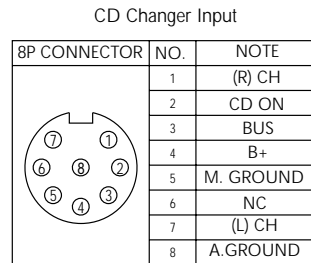 CD Changer Input
8P CONNECTOR NO. NOTE
1 (R) CH
2 CD ON
3 BUS
4 B+
5 M. GROUND
6 NC
7 (L) CH
8 A.GROUND
7 1
6 8 2
5 4 3